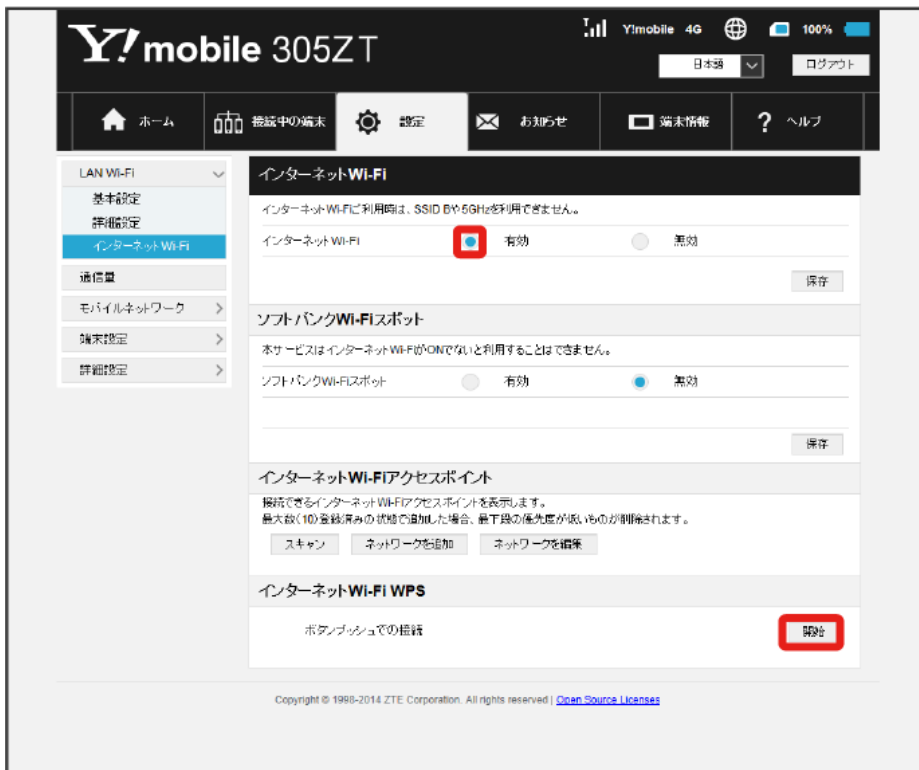 Y! mobile 305ZT
Y!mobile 4G 100%
日本語 ログアウト
ホーム 接続中の端末 設定 お知らせ 端末情報 ? ヘルプ
LAN Wi-Fi
基本設定
詳細設定
インターネットWi-Fi
通信量
モバイルネットワーク
端末設定
詳細設定
インターネットWi-Fi
インターネットWi-Fiご利用時は、SSID Bや5GHzを利用できません。
インターネットWi-Fi 有効 無効
保存
ソフトバンクWi-Fiスポット
本サービスはインターネットWi-FiがONでないと利用することはできません。
ソフトバンクWi-Fiスポット 有効 無効
保存
インターネットWi-Fiアクセスポイント
接続できるインターネットWi-Fiアクセスポイントを表示します。
最大数(10)登録済みの状態で追加した場合、最下段の優先度が低いものが削除されます。
スキャン ネットワークを追加 ネットワークを編集
インターネットWi-Fi WPS
ボタンプッシュでの接続 開始
Copyright © 1998-2014 ZTE Corporation. All rights reserved | Open Source Licenses